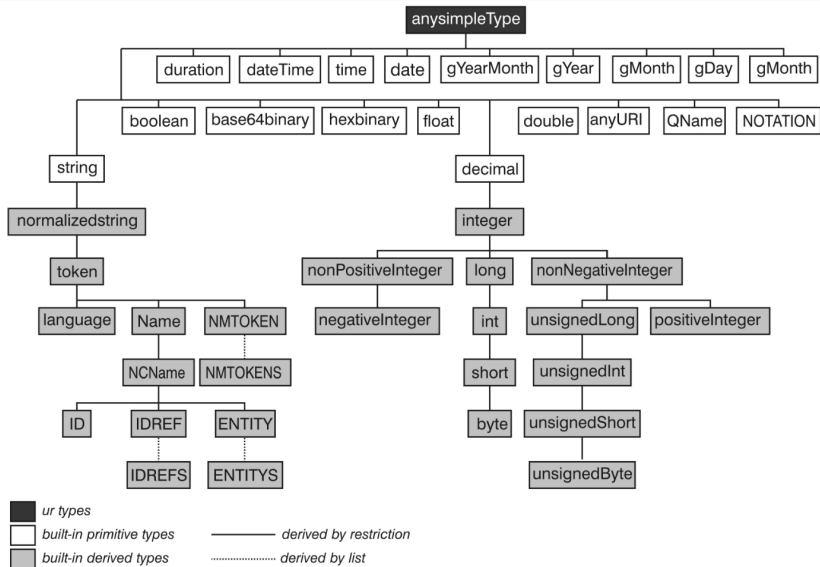 anysimpleType
duration dateTime time date gYearMonth gYear gMonth gDay gMonth
boolean base64binary hexbinary float double anyURI QName NOTATION
string decimal
normalizedstring integer
token nonPositiveInteger long nonNegativeInteger
language Name NMTOKEN negativeInteger int unsignedLong positiveInteger
NCName NMTOKENS short unsignedInt
ID IDREF ENTITY byte unsignedShort
IDREFS ENTITYS unsignedByte
ur types
built-in primitive types derived by restriction
built-in derived types derived by list